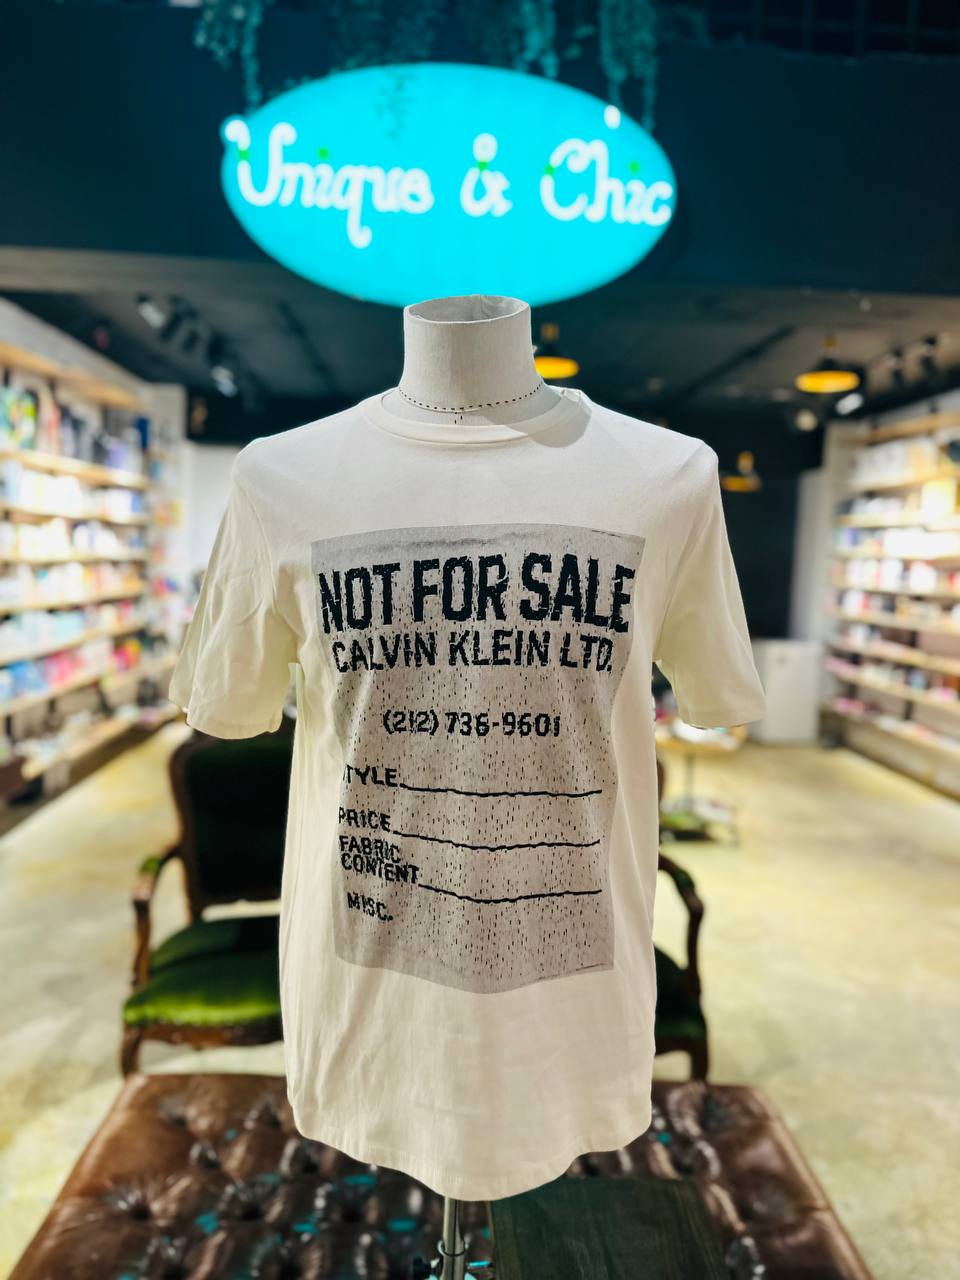 Unique & Chic
NOT FOR SALE
CALVIN KLEIN LTD.
(212) 736-9601
STYLE
PRICE
FABRIC
CONTENT
MISC.